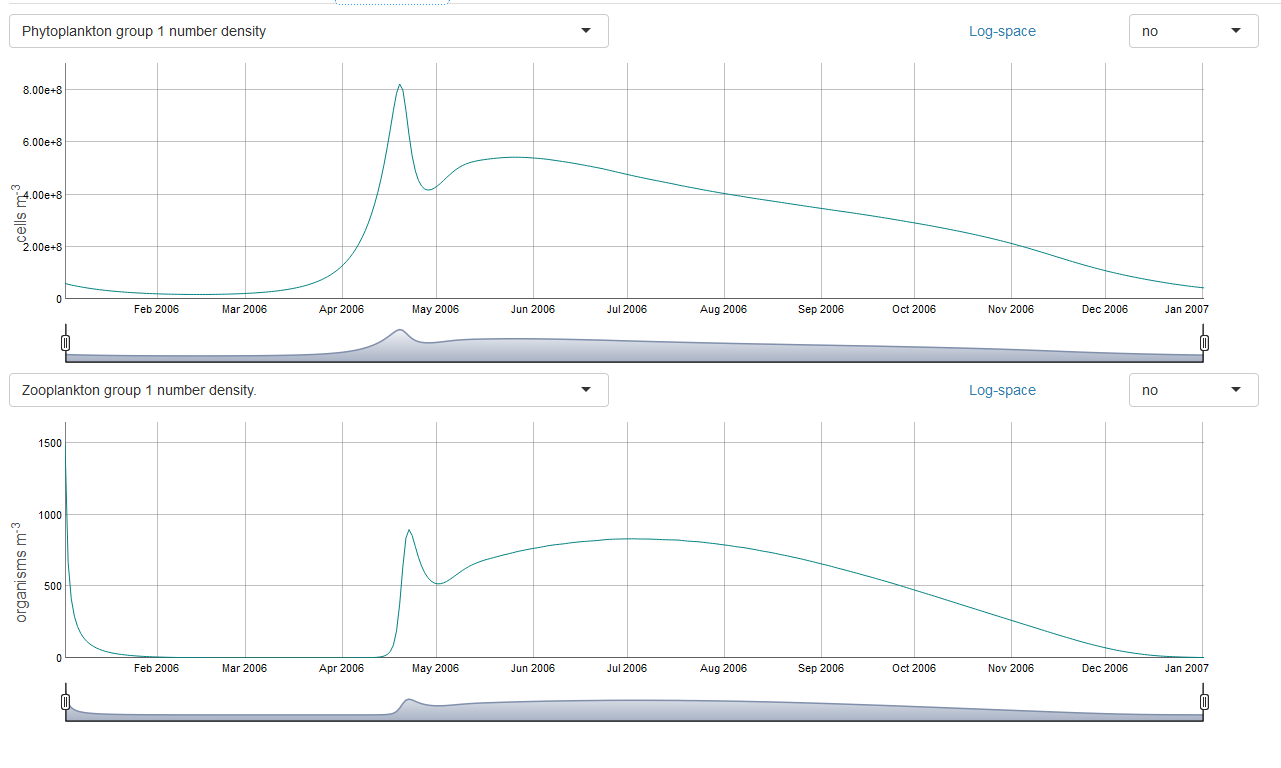 Phytoplankton group 1 number density
Log-space
no
8.00e+8
6.00e+8
4.00e+8
2.00e+8
0
cells m-3
Feb 2006 Mar 2006 Apr 2006 May 2006 Jun 2006 Jul 2006 Aug 2006 Sep 2006 Oct 2006 Nov 2006 Dec 2006 Jan 2007
Zooplankton group 1 number density.
Log-space
no
1500
1000
500
0
organisms m-3
Feb 2006 Mar 2006 Apr 2006 May 2006 Jun 2006 Jul 2006 Aug 2006 Sep 2006 Oct 2006 Nov 2006 Dec 2006 Jan 2007